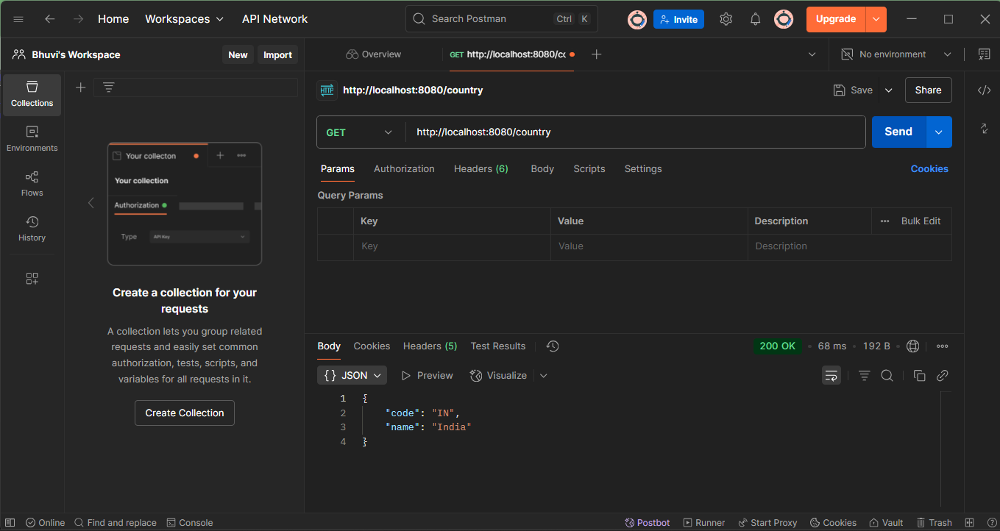 Home Workspaces API Network Search Postman Ctrl K Invite Upgrade
Bhuvi's Workspace New Import Overview GET http://localhost:8080/cc No environment
Collections
Environments
Flows
History
Your collecton
Your collection
Authorization
Type API Key
Create a collection for your
requests
A collection lets you group related
requests and easily set common
authorization, tests, scripts, and
variables for all requests in it.
Create Collection
HTTP http://localhost:8080/country Save Share
GET http://localhost:8080/country Send
Params Authorization Headers (6) Body Scripts Settings Cookies
Query Params
Key Value Description Bulk Edit
Key Value Description
Body Cookies Headers (5) Test Results 200 OK 68 ms 192 B
{} JSON Preview Visualize
1 {
2 "code": "IN",
3 "name": "India"
4 }
Online Find and replace Console Postbot Runner Start Proxy Cookies Vault Trash